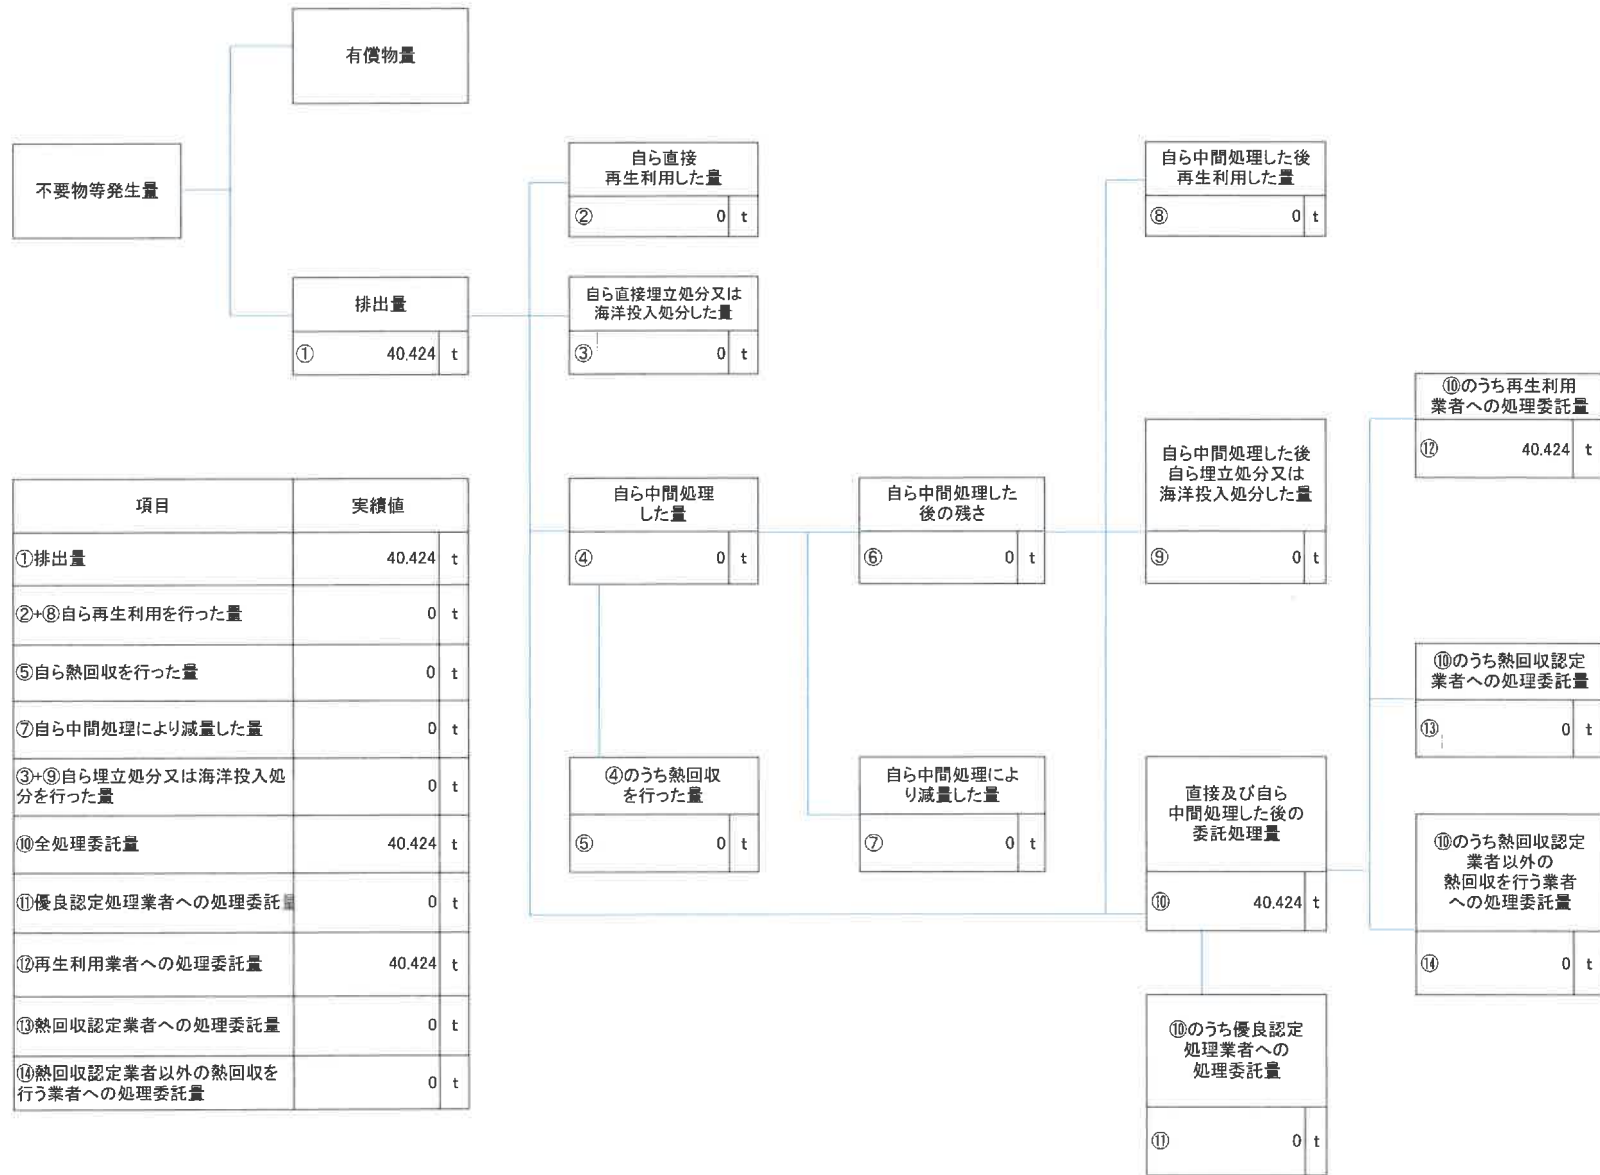 有償物量
不要物等発生量
排出量
① 40.424 t
自ら直接
再生利用した量
② 0 t
自ら直接埋立処分又は
海洋投入処分した量
③ 0 t
自ら中間処理
した量
④ 0 t
④のうち熱回収
を行った量
⑤ 0 t
自ら中間処理した
後の残さ
⑥ 0 t
自ら中間処理によ
り減量した量
⑦ 0 t
自ら中間処理した後
再生利用した量
⑧ 0 t
自ら中間処理した後
自ら埋立処分又は
海洋投入処分した量
⑨ 0 t
直接及び自ら
中間処理した後の
委託処理量
⑩ 40.424 t
⑩のうち優良認定
処理業者への
処理委託量
⑪ 0 t
⑩のうち再生利用
業者への処理委託量
⑫ 40.424 t
⑩のうち熱回収認定
業者への処理委託量
⑬ 0 t
⑩のうち熱回収認定
業者以外の
熱回収を行う業者
への処理委託量
⑭ 0 t
項目 実績値
①排出量 40.424 t
②+⑧自ら再生利用を行った量 0 t
⑤自ら熱回収を行った量 0 t
⑦自ら中間処理により減量した量 0 t
③+⑨自ら埋立処分又は海洋投入処
分を行った量 0 t
⑩全処理委託量 40.424 t
⑪優良認定処理業者への処理委託量 0 t
⑫再生利用業者への処理委託量 40.424 t
⑬熱回収認定業者への処理委託量 0 t
⑭熱回収認定業者以外の熱回収を
行う業者への処理委託量 0 t